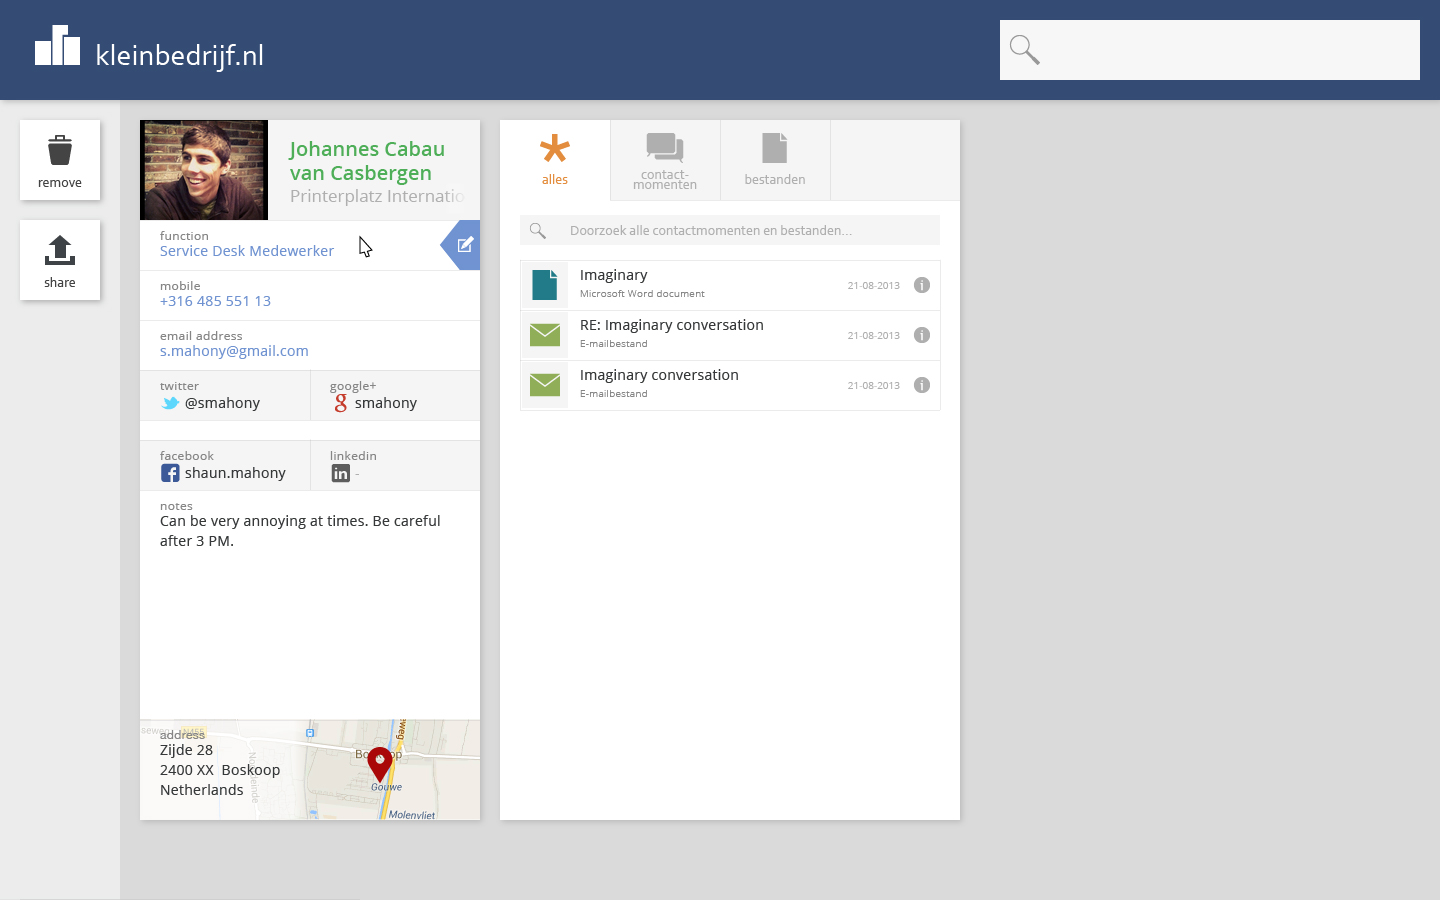 kleinbedrijf.nl
remove
share
Johannes Cabau
van Casbergen
Printerplatz Internatio
function
Service Desk Medewerker
mobile
+316 485 551 13
email address
s.mahony@gmail.com
twitter
@smahony
google+
smahony
facebook
shaun.mahony
linkedin
-
notes
Can be very annoying at times. Be careful
after 3 PM.
address
Zijde 28
2400 XX  Boskoop
Netherlands
N455
Gouwe
Molenvliet
alles
contact-
momenten
bestanden
Doorzoek alle contactmomenten en bestanden...
Imaginary
Microsoft Word document
21-08-2013
RE: Imaginary conversation
E-mailbestand
21-08-2013
Imaginary conversation
E-mailbestand
21-08-2013